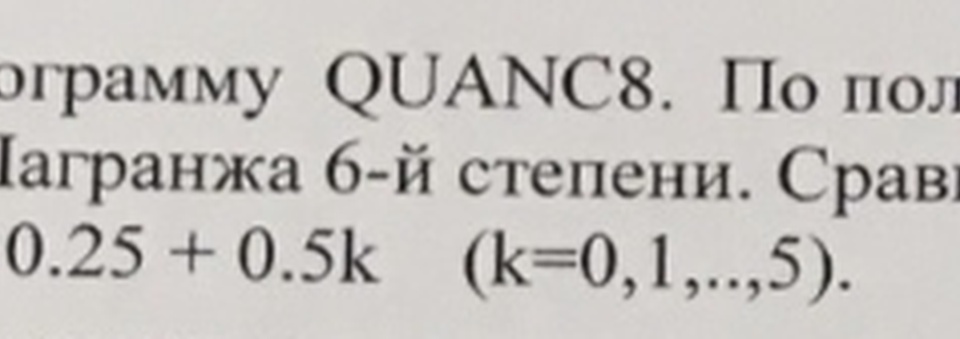 ограмму QUANC8. По пол
Лагранжа 6-й степени. Срав
0.25 + 0.5k (k=0,1,..,5).